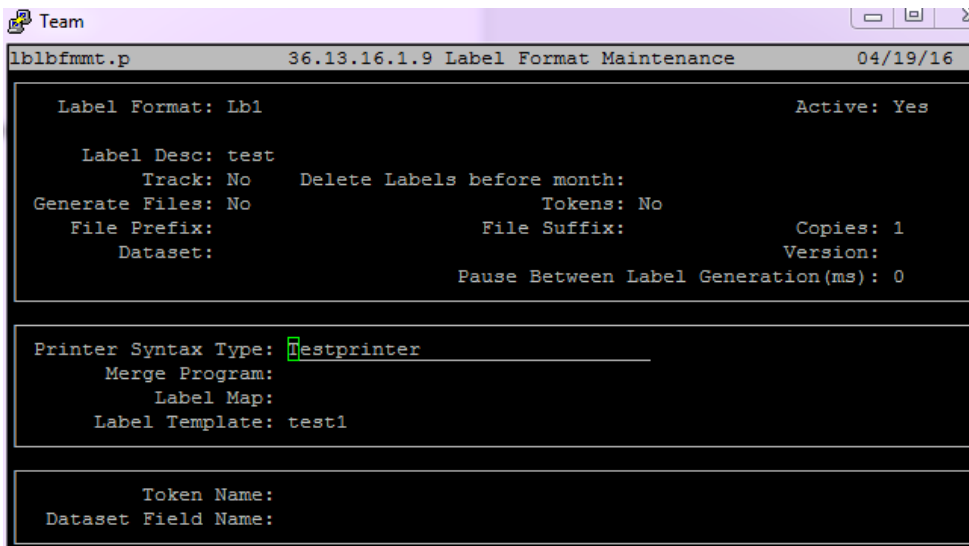 Team
lblbfmmt.p 36.13.16.1.9 Label Format Maintenance 04/19/16
Label Format: Lb1 Active: Yes
Label Desc: test
Track: No Delete Labels before month:
Generate Files: No Tokens: No
File Prefix: File Suffix: Copies: 1
Dataset: Version:
Pause Between Label Generation(ms): 0
Printer Syntax Type: Testprinter
Merge Program:
Label Map:
Label Template: test1
Token Name:
Dataset Field Name: